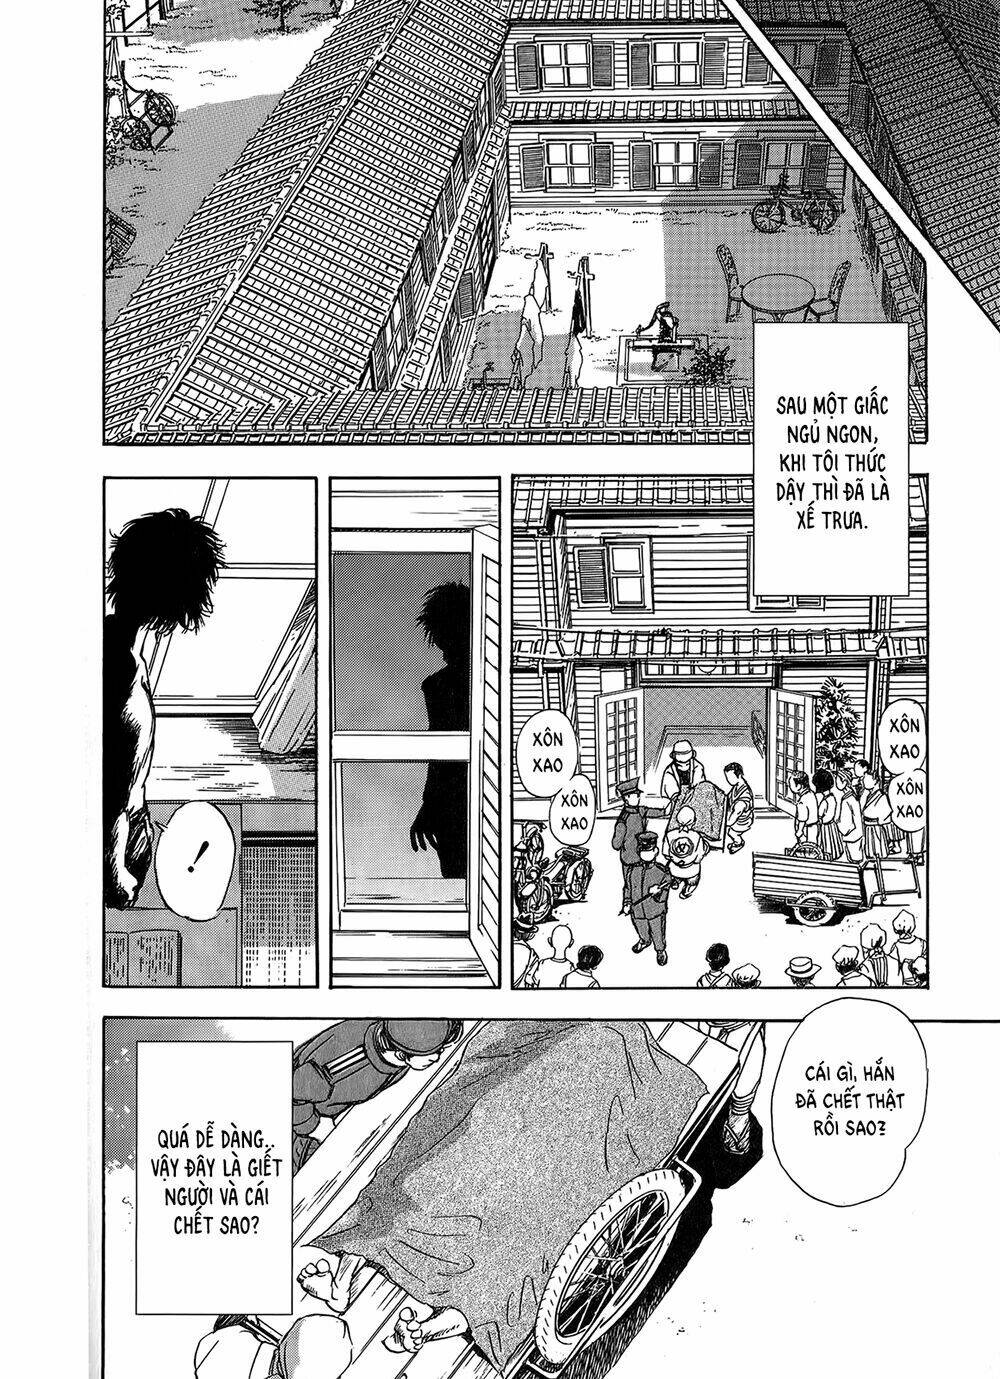 SAU MỘT GIẤC
NGỦ NGON,
KHI TÔI THỨC
DẬY THÌ ĐÃ LÀ
XẾ TRƯA.
XÔN
XAO
XÔN
XAO
XÔN
XAO
XÔN
XAO
!
CÁI GÌ, HẮN
ĐÃ CHẾT THẬT
RỒI SAO?
QUÁ DỄ DÀNG..
VẬY ĐÂY LÀ GIẾT
NGƯỜI VÀ CÁI
CHẾT SAO?